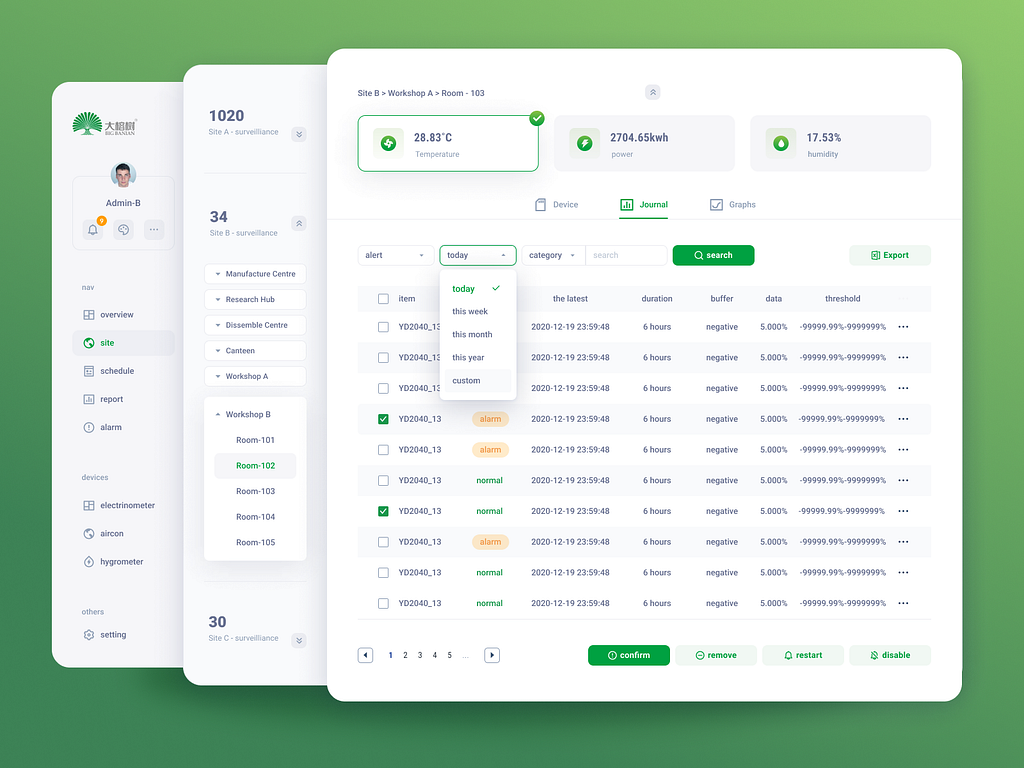 大榕树
BIG BANIAN
Admin-B
9
nav
overview
site
schedule
report
alarm
devices
electrinometer
aircon
hygrometer
others
setting
1020
Site A - surveillance
34
Site B - surveillance
Manufacture Centre
Research Hub
Dissemble Centre
Canteen
Workshop A
Workshop B
Room-101
Room-102
Room-103
Room-104
Room-105
30
Site C - surveilliance
Site B > Workshop A > Room - 103
28.83°C
Temperature
2704.65kwh
power
17.53%
humidity
Device Journal Graphs
alert today category search search Export
today
this week
this month
this year
custom
item the latest duration buffer data threshold
YD2040_13 2020-12-19 23:59:48 6 hours negative 5.000% -99999.99%-9999999% •••
YD2040_13 2020-12-19 23:59:48 6 hours negative 5.000% -99999.99%-9999999% •••
YD2040_13 2020-12-19 23:59:48 6 hours negative 5.000% -99999.99%-9999999% •••
YD2040_13 alarm 2020-12-19 23:59:48 6 hours negative 5.000% -99999.99%-9999999% •••
YD2040_13 alarm 2020-12-19 23:59:48 6 hours negative 5.000% -99999.99%-9999999% •••
YD2040_13 normal 2020-12-19 23:59:48 6 hours negative 5.000% -99999.99%-9999999% •••
YD2040_13 normal 2020-12-19 23:59:48 6 hours negative 5.000% -99999.99%-9999999% •••
YD2040_13 alarm 2020-12-19 23:59:48 6 hours negative 5.000% -99999.99%-9999999% •••
YD2040_13 normal 2020-12-19 23:59:48 6 hours negative 5.000% -99999.99%-9999999% •••
YD2040_13 normal 2020-12-19 23:59:48 6 hours negative 5.000% -99999.99%-9999999% •••
1 2 3 4 5 ...
confirm remove restart disable